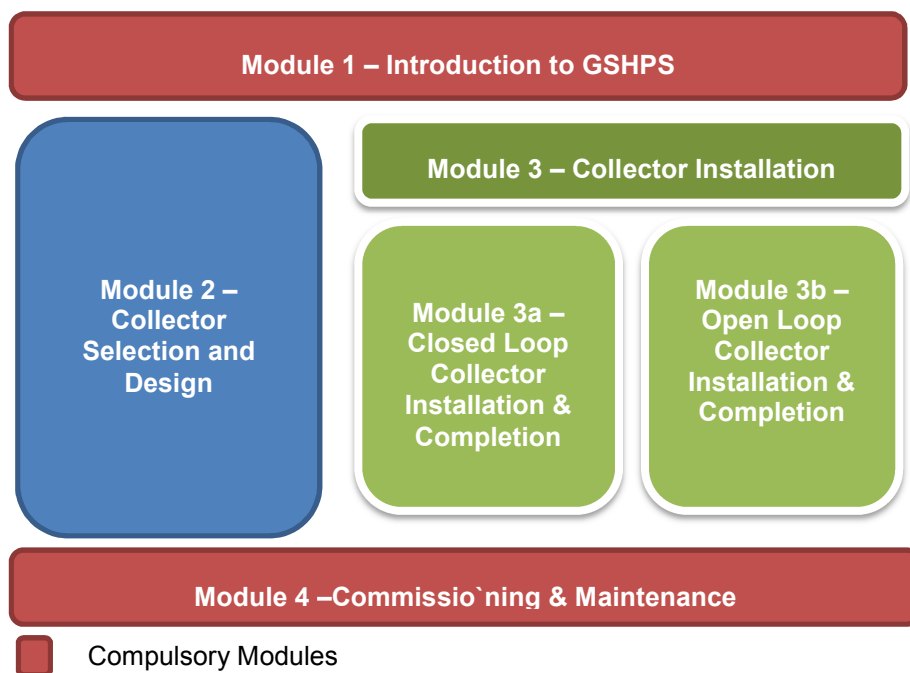 Module 1 – Introduction to GSHPS
Module 2 –
Collector
Selection and
Design
Module 3 – Collector Installation
Module 3a –
Closed Loop
Collector
Installation &
Completion
Module 3b –
Open Loop
Collector
Installation &
Completion
Module 4 –Commissio`ning & Maintenance
Compulsory Modules